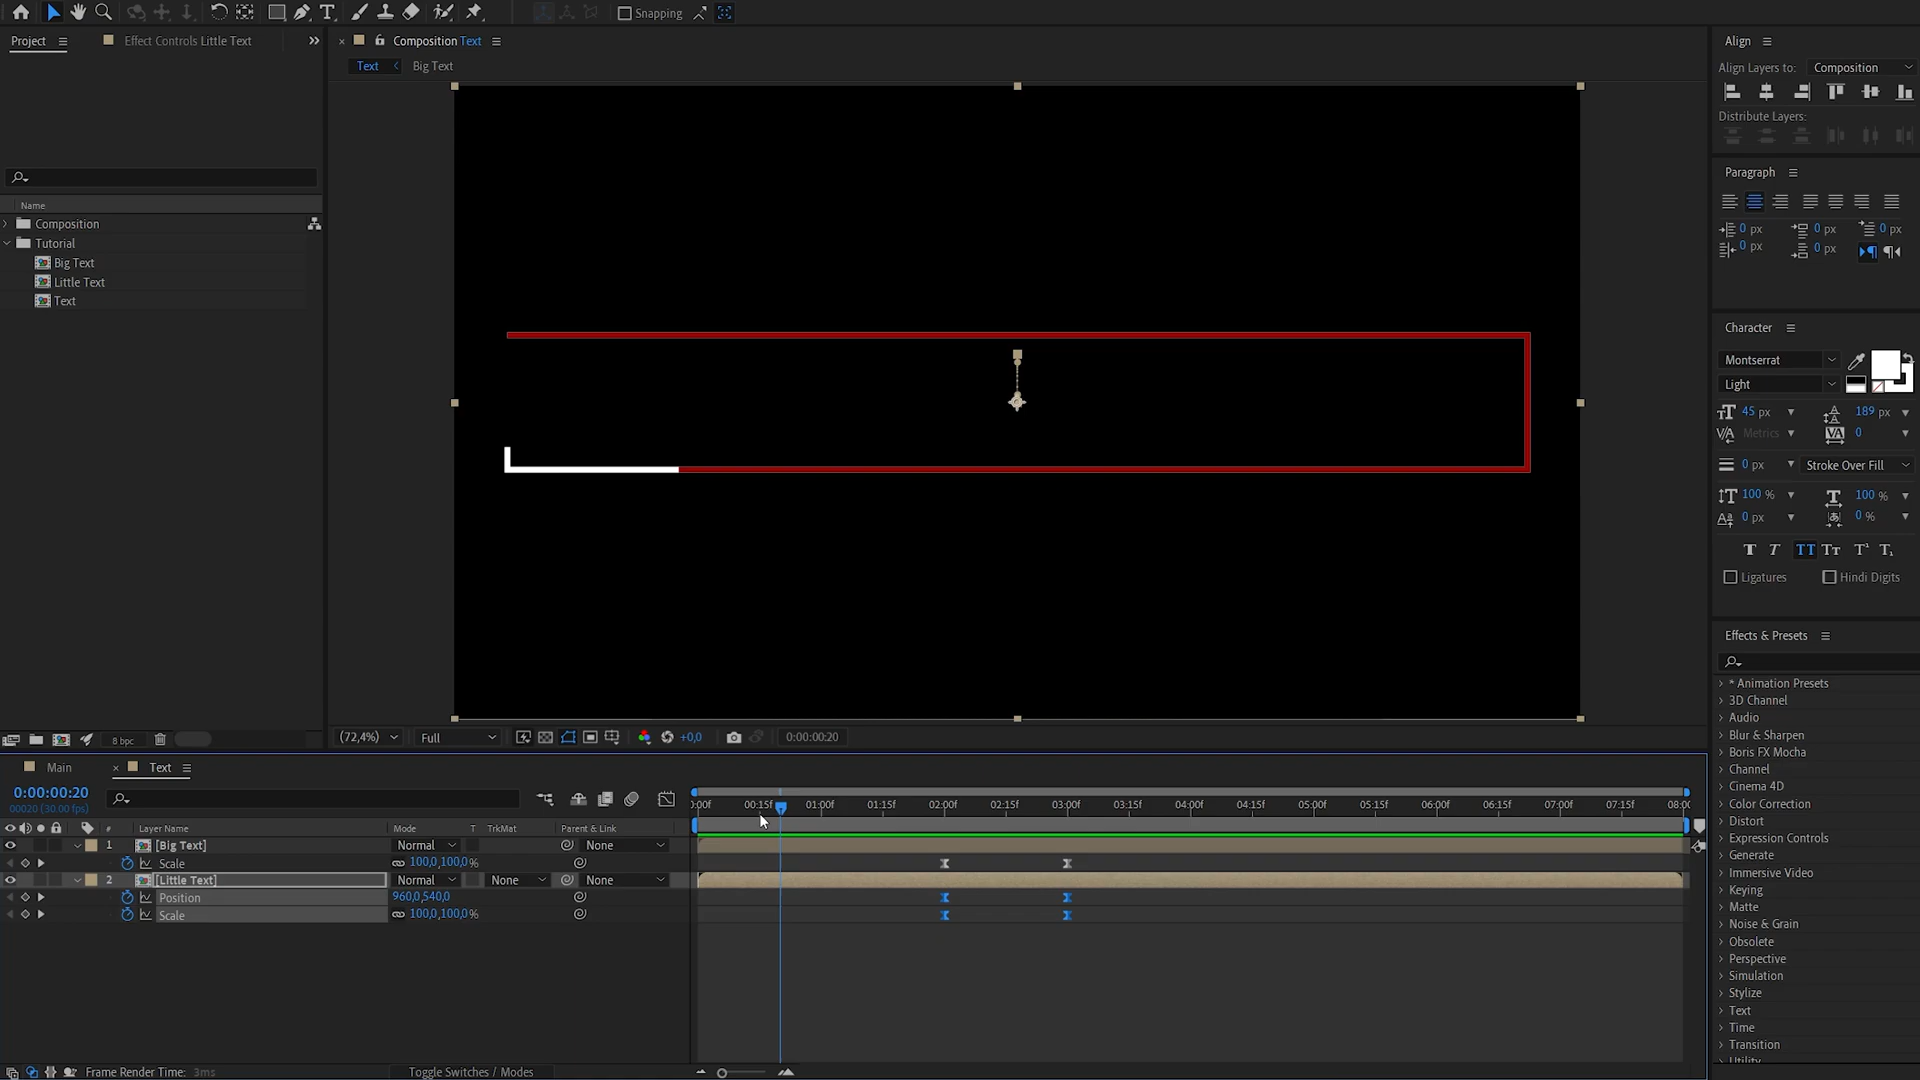 Snapping
Project
Effect Controls Little Text
Composition Text
Text
Big Text
Align
Align Layers to:
Composition
Distribute Layers:
Paragraph
0 px
0 px
0 px
0 px
0 px
Name
Composition
Tutorial
Big Text
Little Text
Text
Character
Montserrat
Light
45 px
189 px
Metrics
0
0 px
Stroke Over Fill
100 %
100 %
0 px
0 %
Ligatures
Hindi Digits
Effects & Presets
* Animation Presets
3D Channel
Audio
Blur & Sharpen
Boris FX Mocha
Channel
Cinema 4D
Color Correction
Distort
Expression Controls
Generate
Immersive Video
Keying
Matte
Noise & Grain
Obsolete
Perspective
Simulation
Stylize
Text
Time
Transition
Utility
8 bpc
(72,4%)
Full
+0,0
0:00:00:20
Main
Text
0:00:00:20
00020 (30.00 fps)
):00f
00:15f
01:00f
01:15f
02:00f
02:15f
03:00f
03:15f
04:00f
04:15f
05:00f
05:15f
06:00f
06:15f
07:00f
07:15f
08:00
#
Layer Name
Mode
T
TrkMat
Parent & Link
1
[Big Text]
Normal
None
Scale
100,0,100,0%
2
[Little Text]
Normal
None
None
Position
960,0,540,0
Scale
100,0,100,0%
Frame Render Time: 3ms
Toggle Switches / Modes